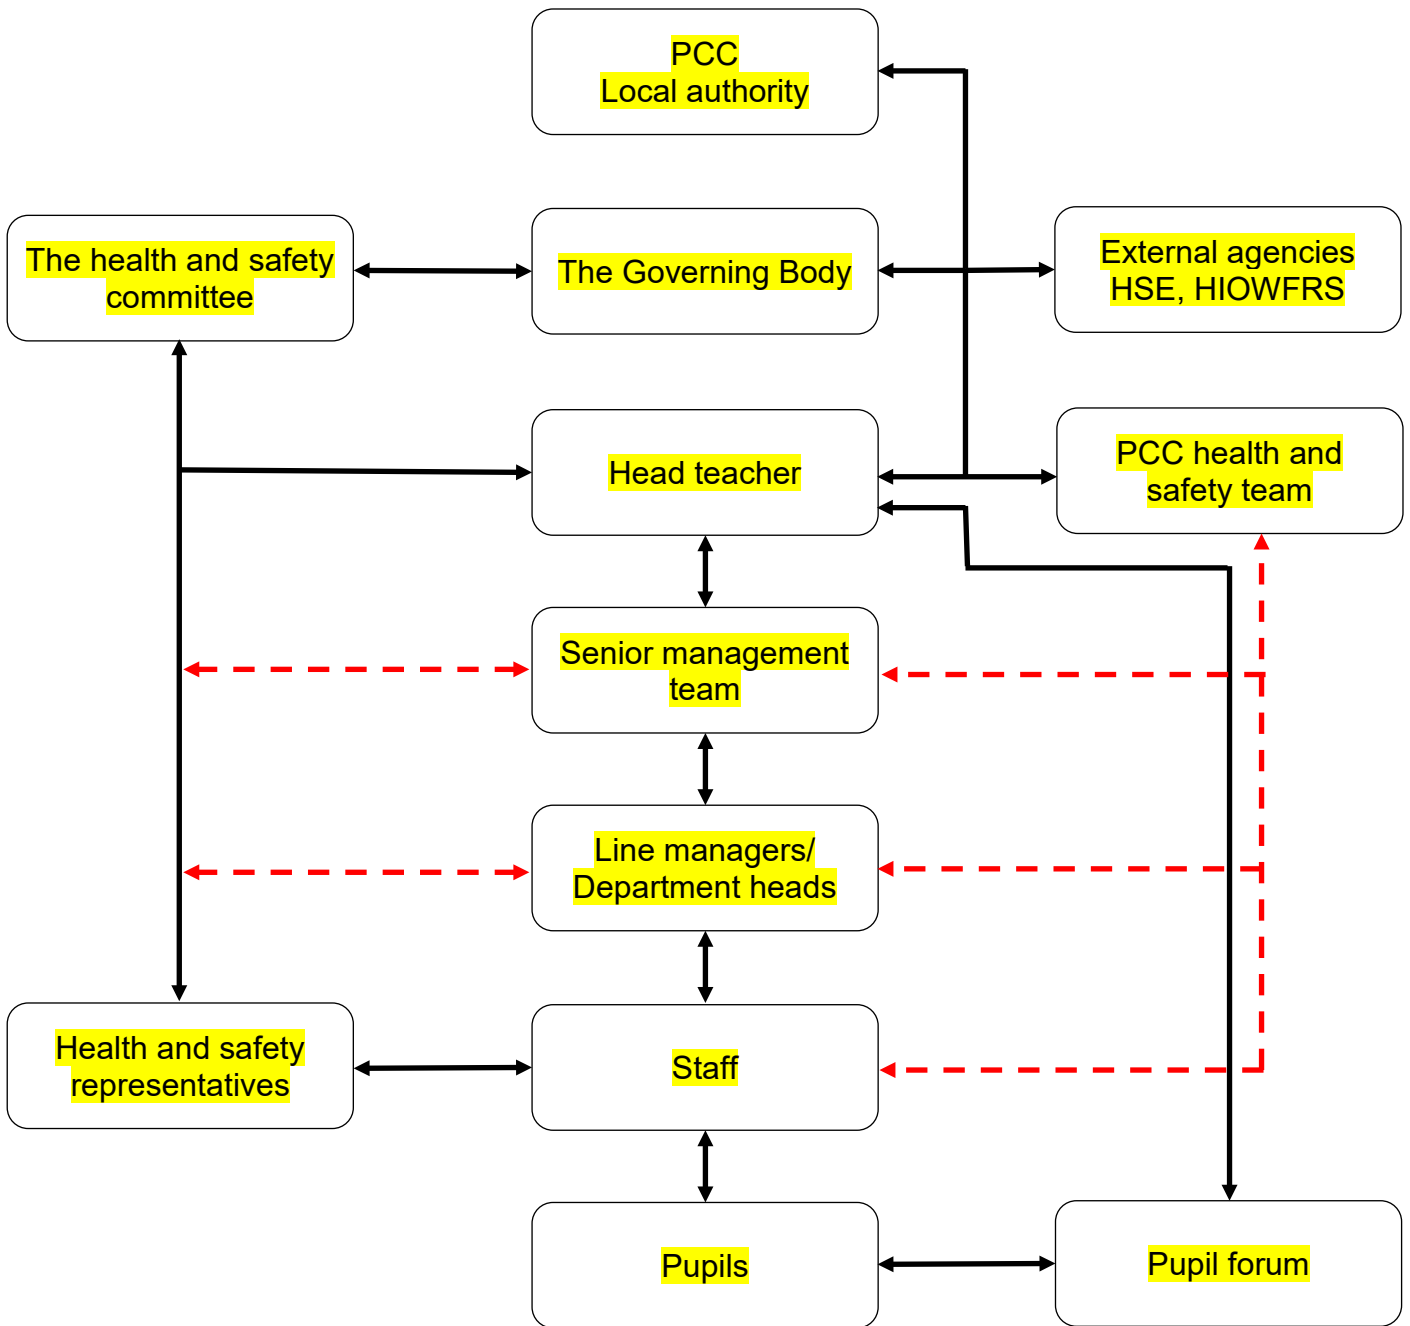 PCC
Local authority
The health and safety
committee
The Governing Body
External agencies
HSE, HIOWFRS
Head teacher
PCC health and
safety team
Senior management
team
Line managers/
Department heads
Health and safety
representatives
Staff
Pupils
Pupil forum